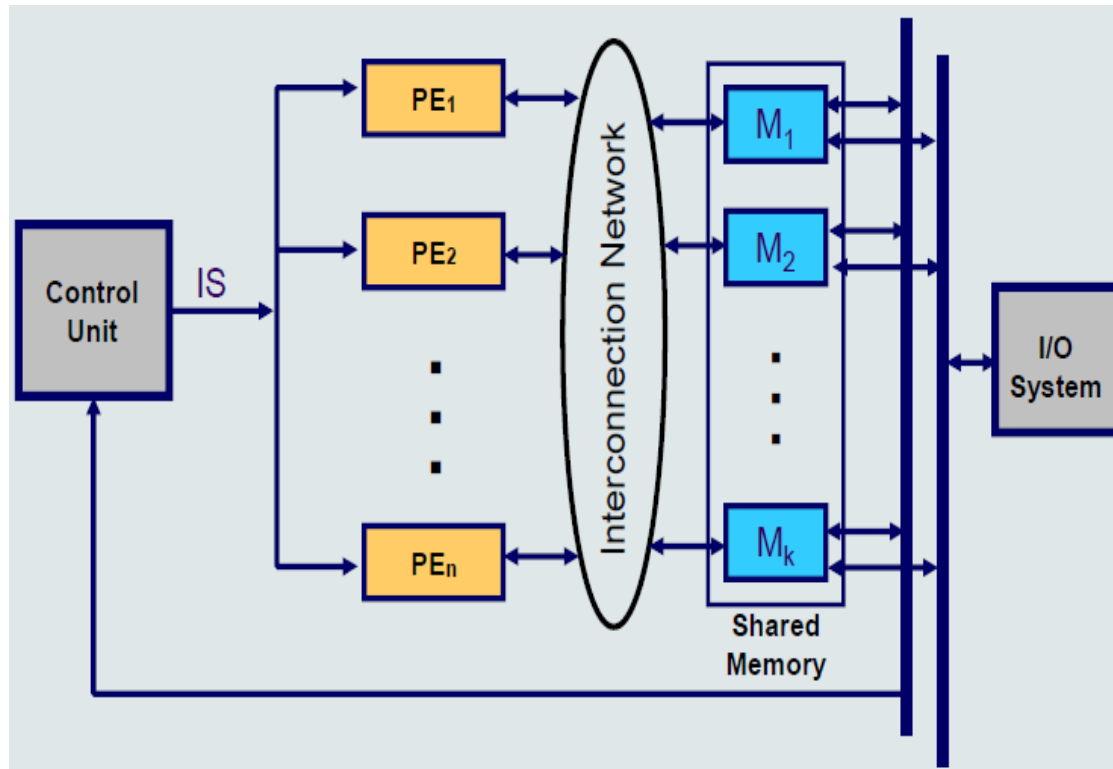 PE₁
M₁
PE₂
M₂
Control
Unit
IS
Interconnection Network
I/O
System
PEₙ
Mₖ
Shared
Memory